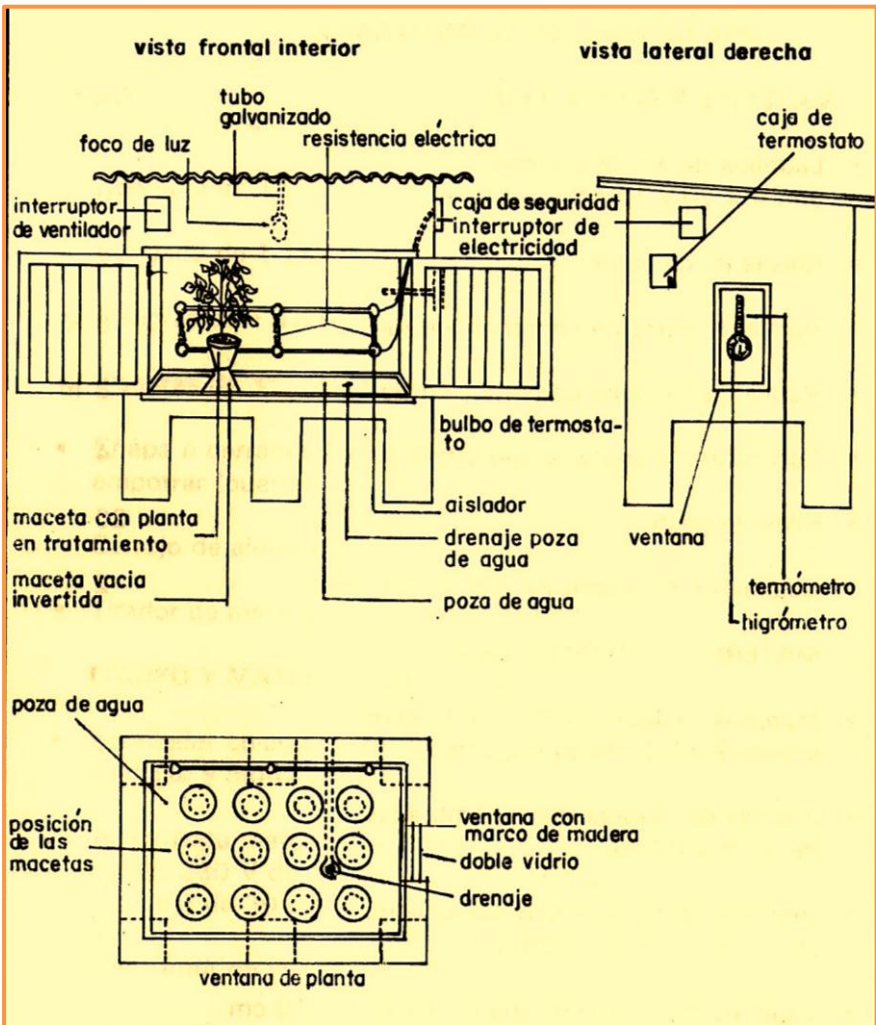 vista frontal interior
vista lateral derecha
tubo
galvanizado
foco de luz
resistencia eléctrica
caja de
termostato
interruptor
de ventilador
caja de seguridad
interruptor de
electricidad
bulbo de termosta-
to
aislador
maceta con planta
en tratamiento
drenaje poza
de agua
maceta vacia
invertida
poza de agua
ventana
termómetro
higrómetro
poza de agua
posición
de las
macetas
ventana con
marco de madera
doble vidrio
drenaje
ventana de planta